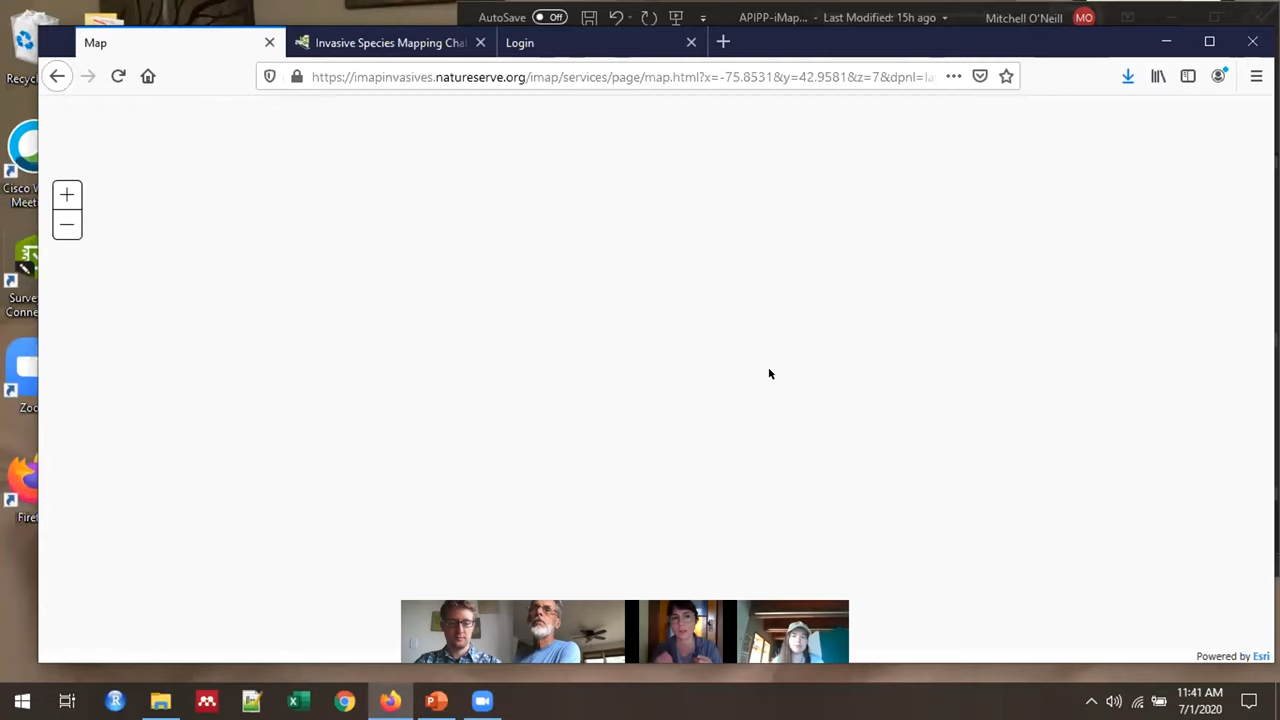 AutoSave Off
APIPP-iMap... - Last Modified: 15h ago
Mitchell O'Neill MO
Map
Invasive Species Mapping Cha
Login
https://imapinvasives.natureserve.org/imap/services/page/map.html?x=-75.8531&y=42.9581&z=7&dpnl=la
Recyc
Cisco W
Meet
Surve
Conne
Zoo
Firef
Powered by Esri
11:41 AM
7/1/2020